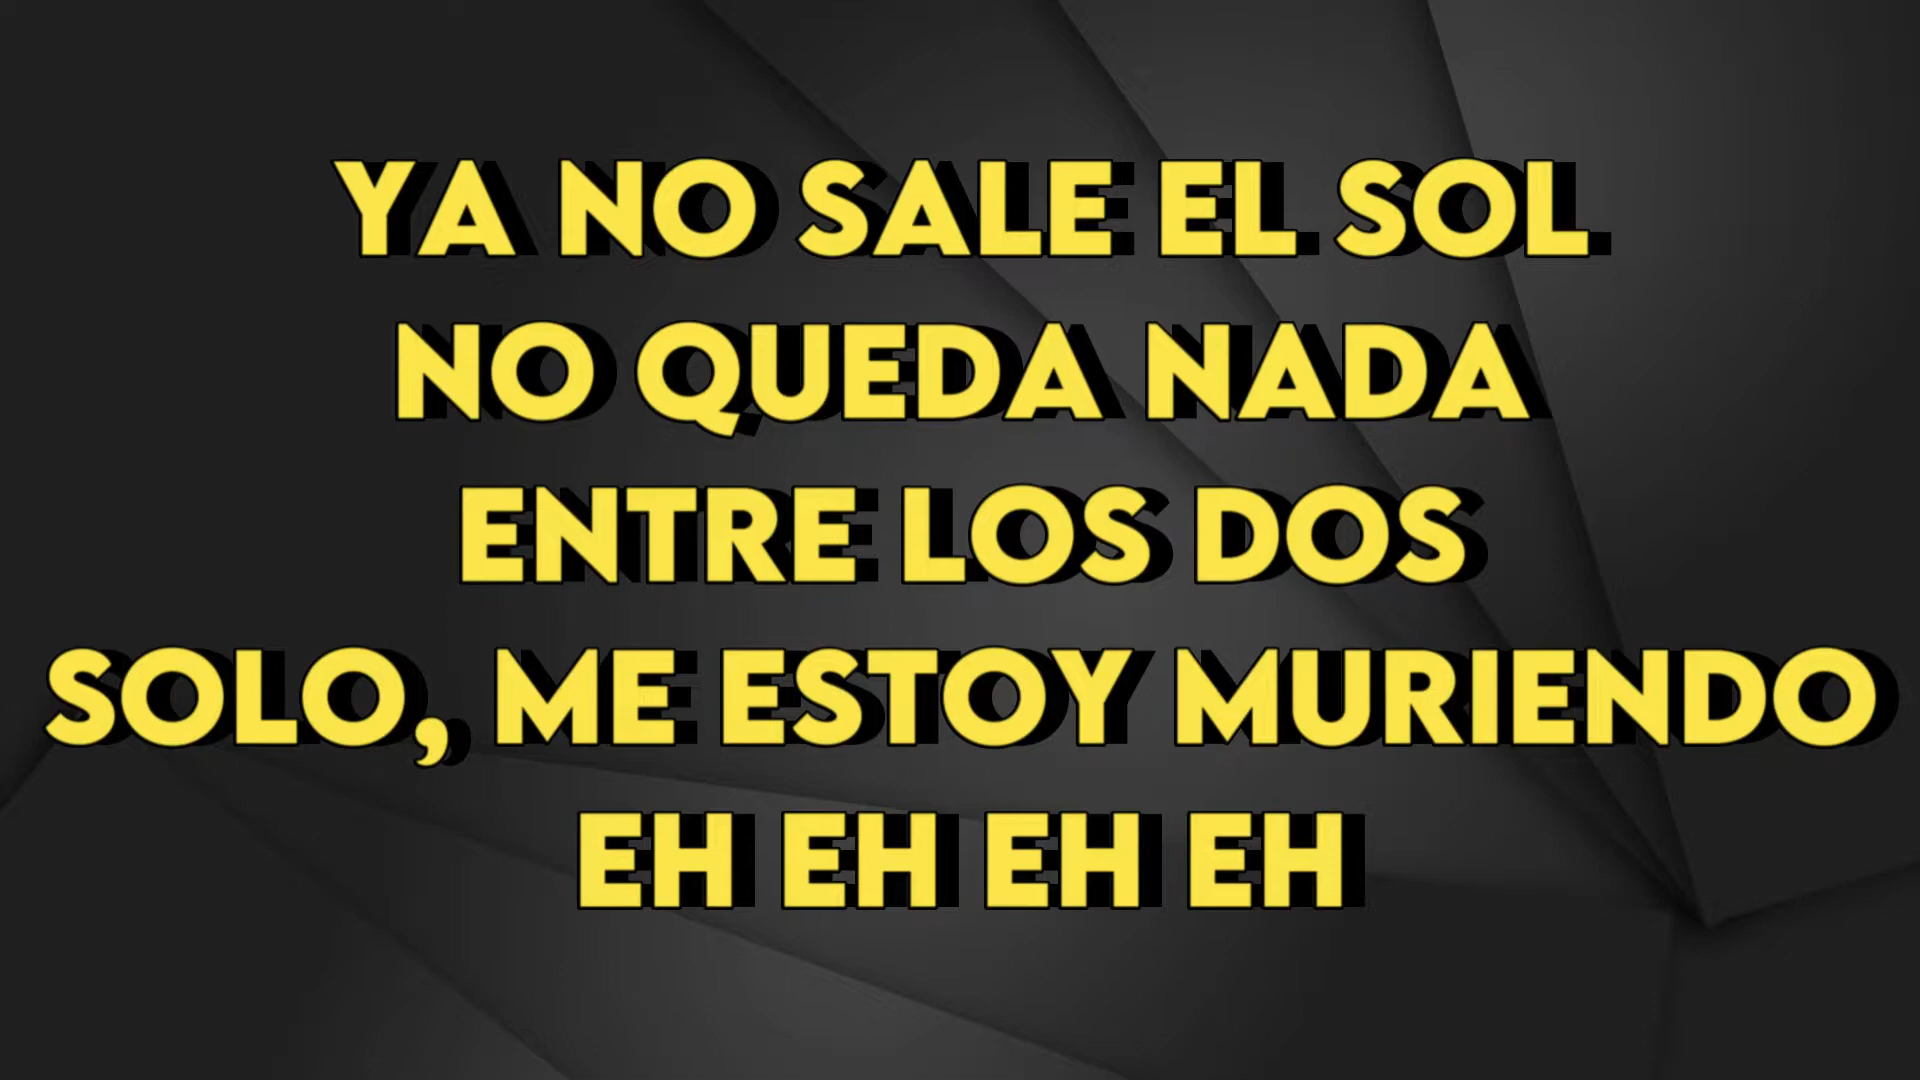 YA NO SALE EL SOL
NO QUEDA NADA
ENTRE LOS DOS
SOLO, ME ESTOY MURIENDO
EH EH EH EH